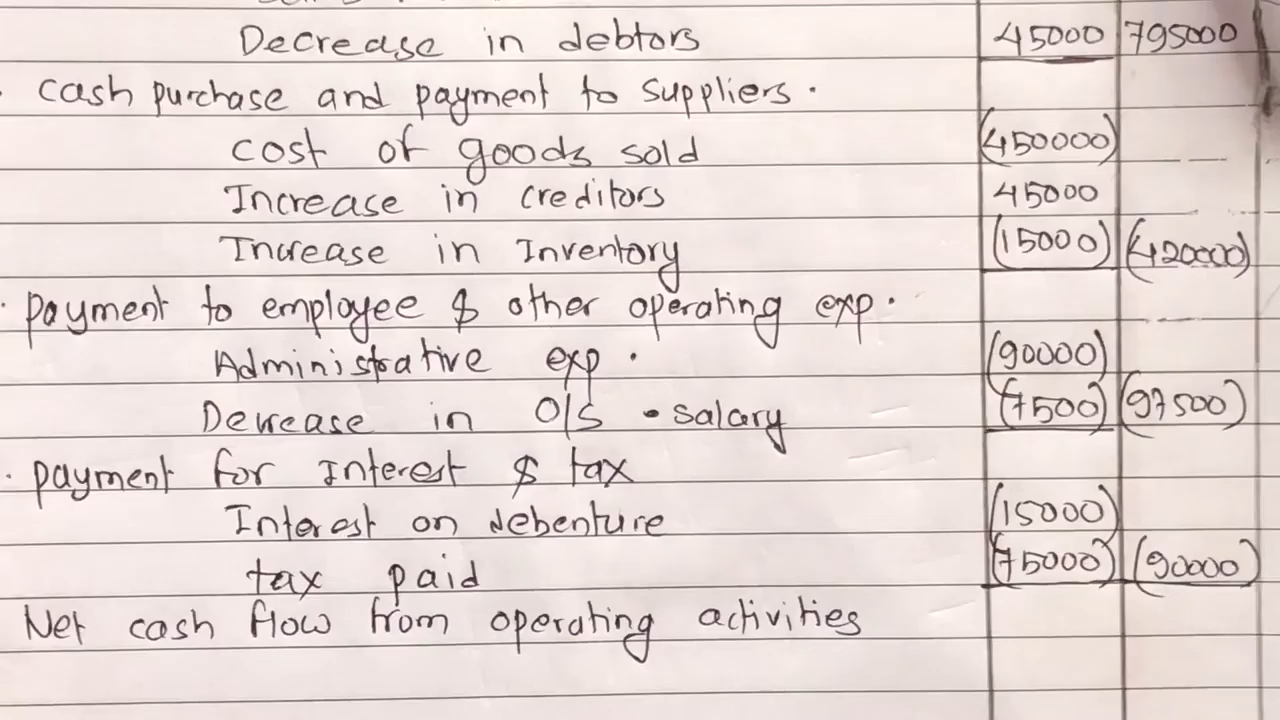 Decrease in debtors 45000 795000
. cash purchase and payment to suppliers .
cost of goods sold (450000)
Increase in creditors 45000
Increase in Inventory (15000) (420000)
. payment to employee $ other operating exp.
Administrative exp. (90000)
Decrease in O/S • salary (7500) (97500)
. payment for Interest $ tax
Interest on debenture (15000)
tax paid (75000) (90000)
Net cash flow from operating activities